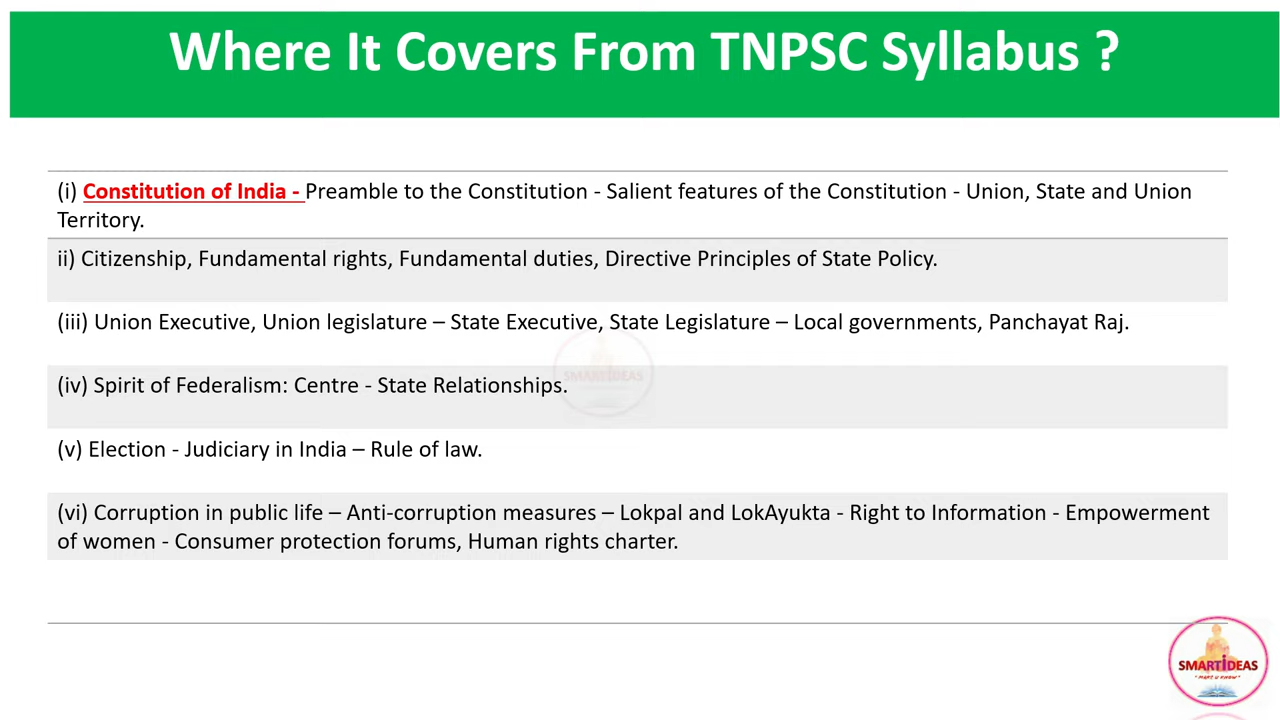 Where It Covers From TNPSC Syllabus ?
(i) Constitution of India - Preamble to the Constitution - Salient features of the Constitution - Union, State and Union
Territory.
ii) Citizenship, Fundamental rights, Fundamental duties, Directive Principles of State Policy.
(iii) Union Executive, Union legislature – State Executive, State Legislature – Local governments, Panchayat Raj.
SMARTIDEAS
(iv) Spirit of Federalism: Centre - State Relationships.
(v) Election - Judiciary in India – Rule of law.
(vi) Corruption in public life – Anti-corruption measures – Lokpal and LokAyukta - Right to Information - Empowerment
of women - Consumer protection forums, Human rights charter.
SMARTiDEAS